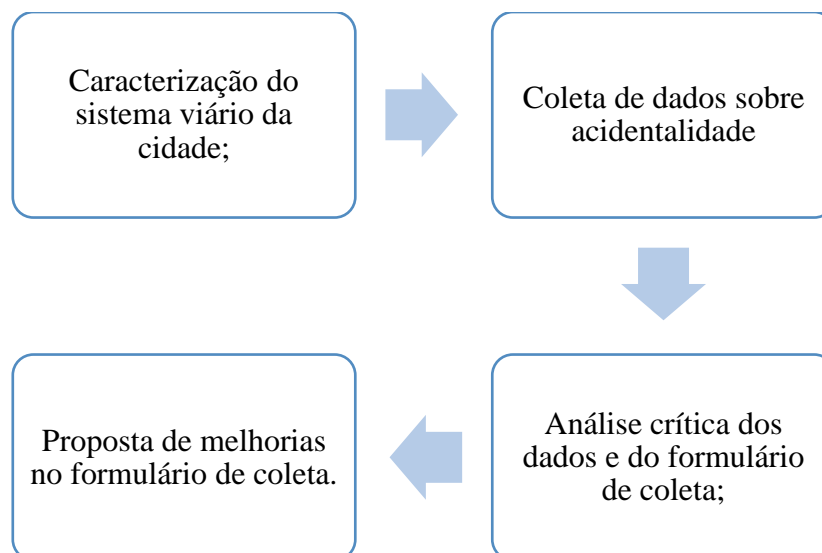 Caracterização do
sistema viário da
cidade;
Coleta de dados sobre
acidentalidade
Análise crítica dos
dados e do formulário
de coleta;
Proposta de melhorias
no formulário de coleta.